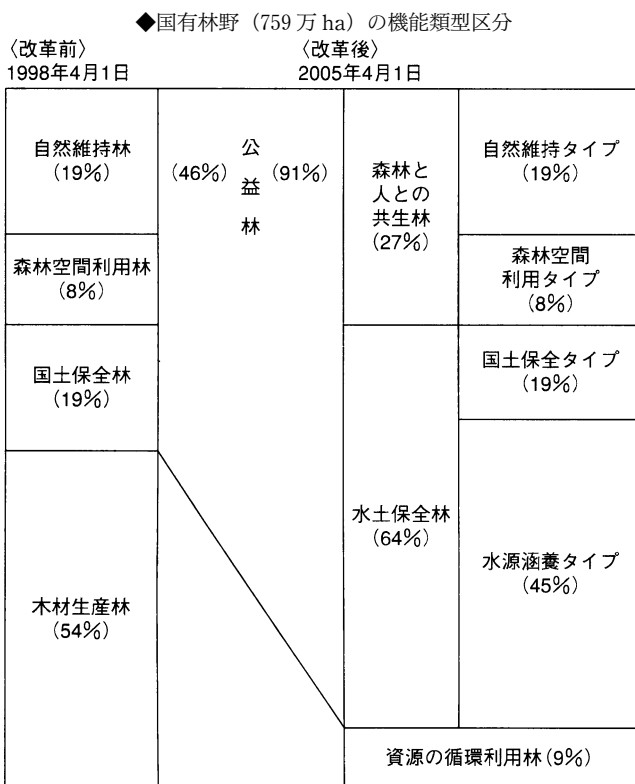 ◆国有林野(759万ha)の機能類型区分
〈改革前〉
1998年4月1日
〈改革後〉
2005年4月1日
自然維持林
(19%)
森林空間利用林
(8%)
国土保全林
(19%)
木材生産林
(54%)
公益林
(46%)
(91%)
森林と
人との
共生林
(27%)
水土保全林
(64%)
自然維持タイプ
(19%)
森林空間
利用タイプ
(8%)
国土保全タイプ
(19%)
水源涵養タイプ
(45%)
資源の循環利用林(9%)